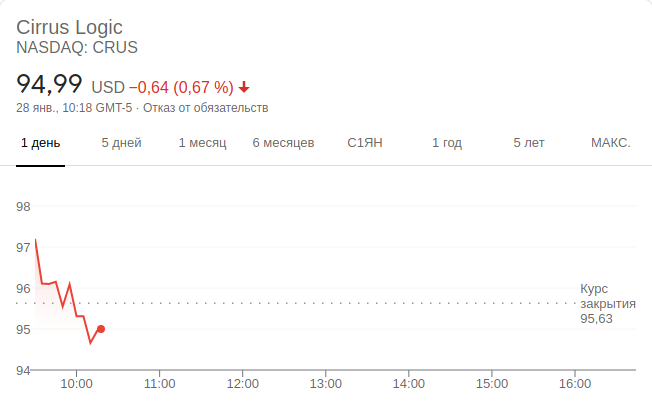 Cirrus Logic
NASDAQ: CRUS
94,99 USD −0,64 (0,67 %)
28 янв., 10:18 GMT-5 · Отказ от обязательств
1 день 5 дней 1 месяц 6 месяцев С1ЯН 1 год 5 лет МАКС.
98
97
96
95
94
Курс
закрытия
95,63
10:00 11:00 12:00 13:00 14:00 15:00 16:00